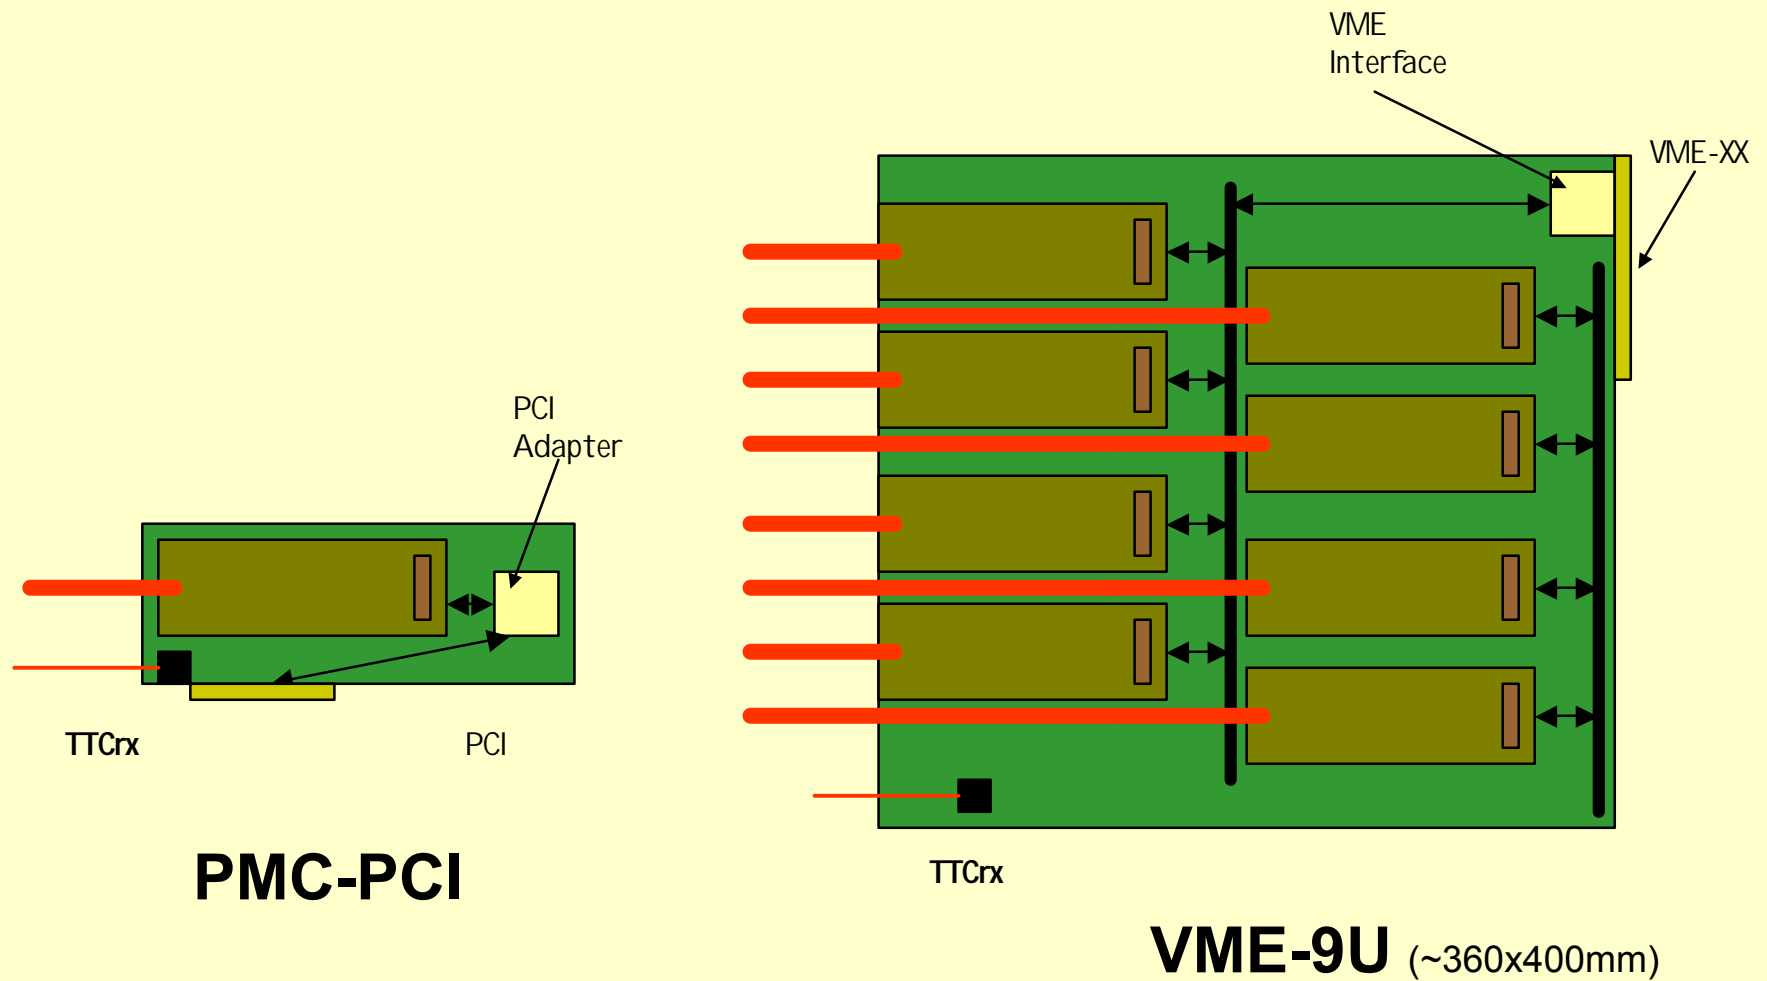 VME
Interface
VME-XX
PCI
Adapter
TTCrx
PCI
PMC-PCI
TTCrx
VME-9U (~360x400mm)